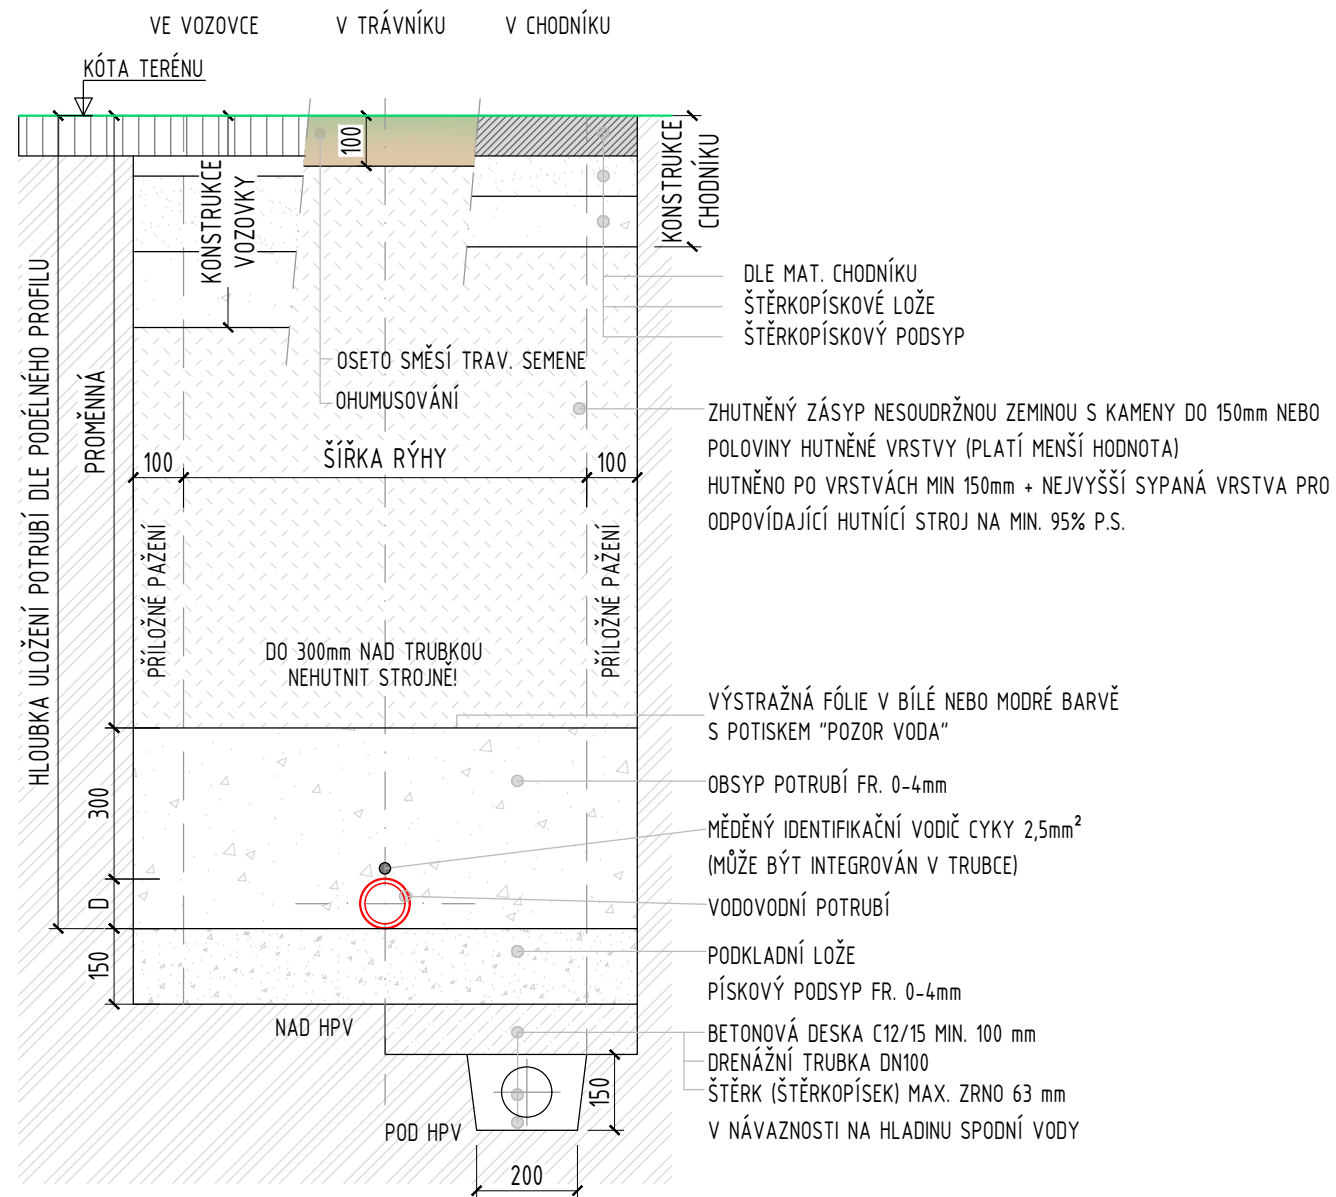 VE VOZOVCE
V TRÁVNÍKU
V CHODNÍKU
KÓTA TERÉNU
100
KONSTRUKCE
VOZOVKY
KONSTRUKCE
CHODNÍKU
DLE MAT. CHODNÍKU
ŠTĚRKOPÍSKOVÉ LOŽE
ŠTĚRKOPÍSKOVÝ PODSYP
OSETO SMĚSÍ TRAV. SEMENE
OHUMUSOVÁNÍ
HLOUBKA ULOŽENÍ POTRUBÍ DLE PODÉLNÉHO PROFILU
PROMĚNNÁ
ZHUTNĚNÝ ZÁSYP NESOUDRŽNOU ZEMINOU S KAMENY DO 150mm NEBO
POLOVINY HUTNĚNÉ VRSTVY (PLATÍ MENŠÍ HODNOTA)
HUTNĚNO PO VRSTVÁCH MIN 150mm + NEJVYŠŠÍ SYPANÁ VRSTVA PRO
ODPOVÍDAJÍCÍ HUTNÍCÍ STROJ NA MIN. 95% P.S.
100
ŠÍŘKA RÝHY
100
PŘÍLOŽNÉ PAŽENÍ
PŘÍLOŽNÉ PAŽENÍ
DO 300mm NAD TRUBKOU
NEHUTNIT STROJNĚ!
VÝSTRAŽNÁ FÓLIE V BÍLÉ NEBO MODRÉ BARVĚ
S POTISKEM "POZOR VODA"
300
OBSYP POTRUBÍ FR. 0-4mm
MĚDĚNÝ IDENTIFIKAČNÍ VODIČ CYKY 2,5mm²
(MŮŽE BÝT INTEGROVÁN V TRUBCE)
D
VODOVODNÍ POTRUBÍ
150
PODKLADNÍ LOŽE
PÍSKOVÝ PODSYP FR. 0-4mm
NAD HPV
BETONOVÁ DESKA C12/15 MIN. 100 mm
DRENÁŽNÍ TRUBKA DN100
ŠTĚRK (ŠTĚRKOPÍSEK) MAX. ZRNO 63 mm
V NÁVAZNOSTI NA HLADINU SPODNÍ VODY
150
POD HPV
200